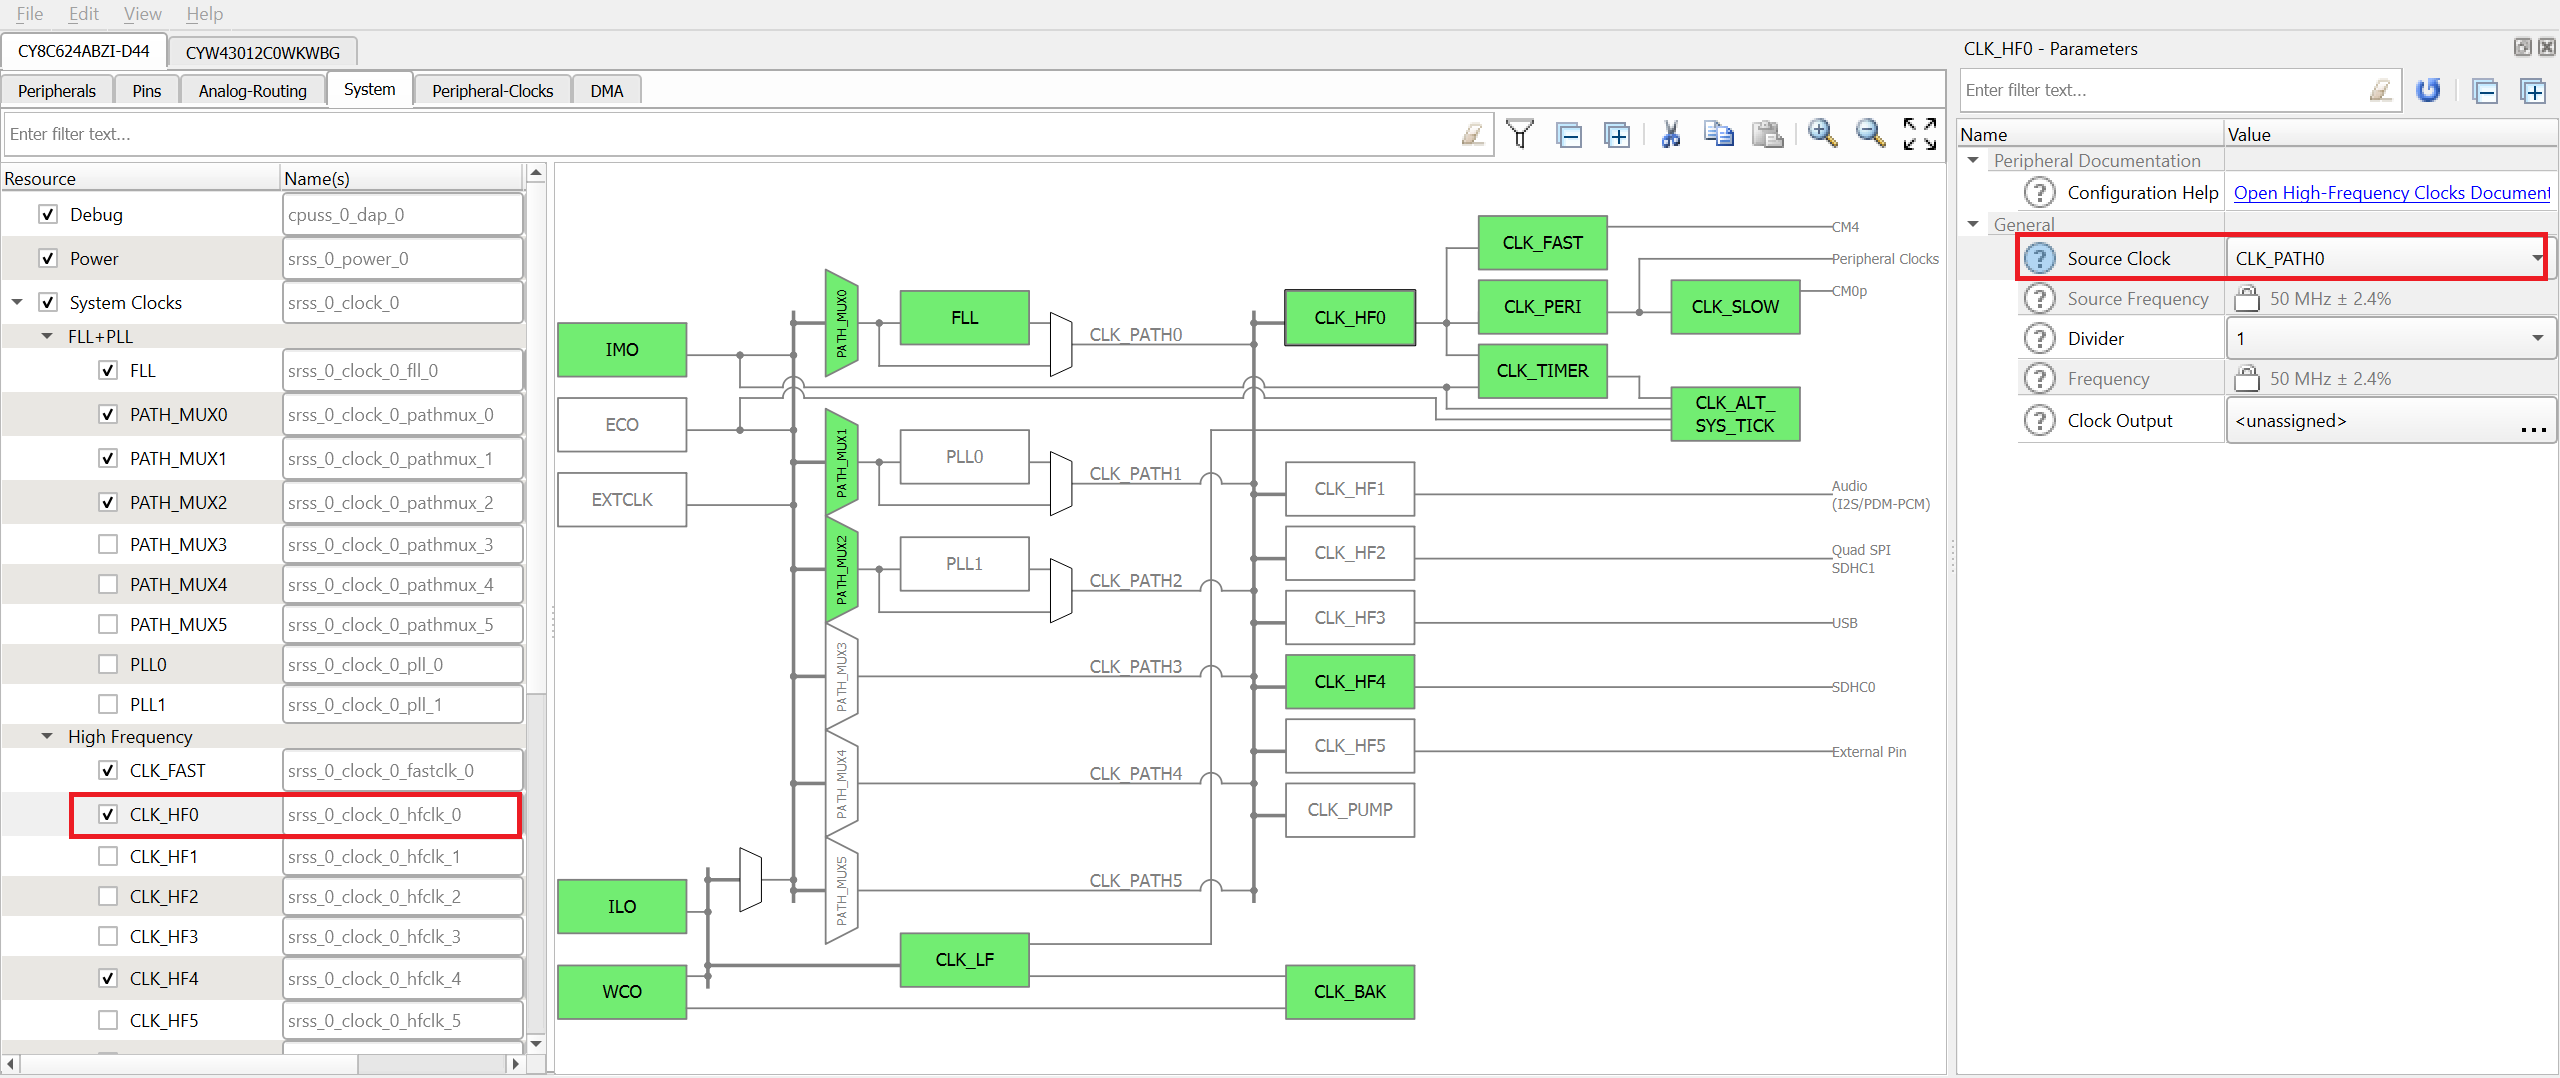 File Edit View Help
CY8C624ABZI-D44 CYW43012C0WKWBG
Peripherals Pins Analog-Routing System Peripheral-Clocks DMA
Enter filter text...
Resource Name(s)
Debug cpuss_0_dap_0
Power srss_0_power_0
System Clocks srss_0_clock_0
FLL+PLL
FLL srss_0_clock_0_fll_0
PATH_MUX0 srss_0_clock_0_pathmux_0
PATH_MUX1 srss_0_clock_0_pathmux_1
PATH_MUX2 srss_0_clock_0_pathmux_2
PATH_MUX3 srss_0_clock_0_pathmux_3
PATH_MUX4 srss_0_clock_0_pathmux_4
PATH_MUX5 srss_0_clock_0_pathmux_5
PLL0 srss_0_clock_0_pll_0
PLL1 srss_0_clock_0_pll_1
High Frequency
CLK_FAST srss_0_clock_0_fastclk_0
CLK_HF0 srss_0_clock_0_hfclk_0
CLK_HF1 srss_0_clock_0_hfclk_1
CLK_HF2 srss_0_clock_0_hfclk_2
CLK_HF3 srss_0_clock_0_hfclk_3
CLK_HF4 srss_0_clock_0_hfclk_4
CLK_HF5 srss_0_clock_0_hfclk_5
IMO
ECO
EXTCLK
ILO
WCO
PATH_MUX0
PATH_MUX1
PATH_MUX2
PATH_MUX3
PATH_MUX4
PATH_MUX5
FLL
PLL0
PLL1
CLK_LF
CLK_PATH0
CLK_PATH1
CLK_PATH2
CLK_PATH3
CLK_PATH4
CLK_PATH5
CLK_HF0
CLK_HF1
CLK_HF2
CLK_HF3
CLK_HF4
CLK_HF5
CLK_PUMP
CLK_BAK
CLK_FAST
CLK_PERI
CLK_TIMER
CLK_SLOW
CLK_ALT_
SYS_TICK
CM4
Peripheral Clocks
CM0p
Audio
(I2S/PDM-PCM)
Quad SPI
SDHC1
USB
SDHC0
External Pin
CLK_HF0 - Parameters
Enter filter text...
Name Value
Peripheral Documentation
Configuration Help Open High-Frequency Clocks Document
General
Source Clock CLK_PATH0
Source Frequency 50 MHz ± 2.4%
Divider 1
Frequency 50 MHz ± 2.4%
Clock Output <unassigned> ...